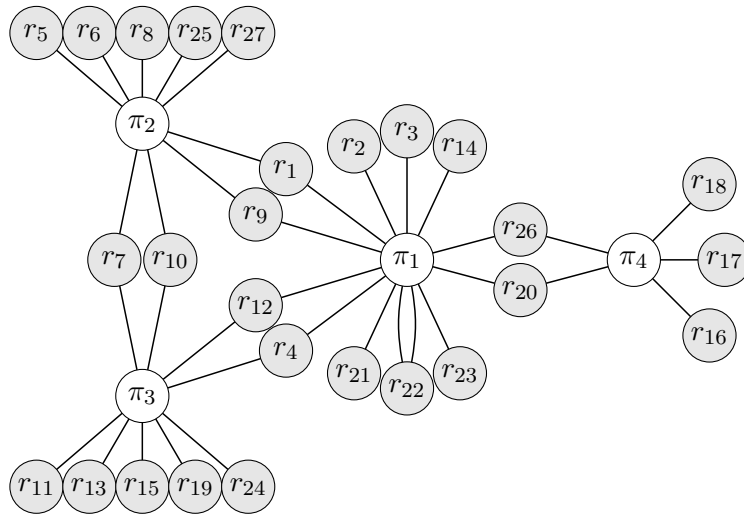 r5 r6 r8 r25 r27
π2
r2 r3 r14
r1
r9
r18
r26
r7 r10 π1 π4 r17
r20
r12
r4
r16
r21 r22 r23
π3
r11 r13 r15 r19 r24